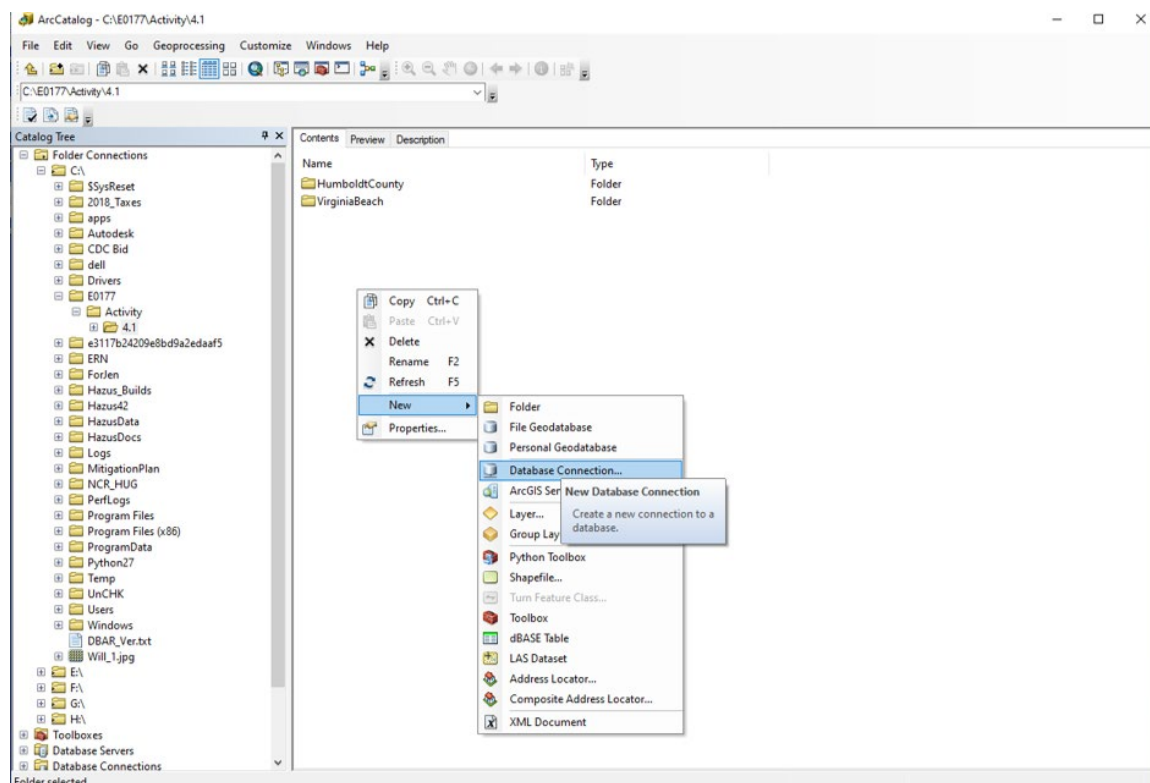 ArcCatalog - C:\E0177\Activity\4.1
File Edit View Go Geoprocessing Customize Windows Help
C:\E0177\Activity\4.1
Catalog Tree
Folder Connections
C:\
$SysReset
2018_Taxes
apps
Autodesk
CDC Bid
dell
Drivers
E0177
Activity
4.1
e3117b24209e8bd9a2edaaf5
ERN
ForJen
Hazus_Builds
Hazus42
HazusData
HazusDocs
Logs
MitigationPlan
NCR_HUG
PerfLogs
Program Files
Program Files (x86)
ProgramData
Python27
Temp
UnCHK
Users
Windows
DBAR_Ver.txt
Will_1.jpg
E:\
F:\
G:\
H:\
Toolboxes
Database Servers
Database Connections
Folder selected
Contents Preview Description
Name Type
HumboldtCounty Folder
VirginiaBeach Folder
Copy Ctrl+C
Paste Ctrl+V
Delete
Rename F2
Refresh F5
New
Properties...
Folder
File Geodatabase
Personal Geodatabase
Database Connection...
ArcGIS Ser
Layer...
Group Lay
Python Toolbox
Shapefile...
Turn Feature Class...
Toolbox
dBASE Table
LAS Dataset
Address Locator...
Composite Address Locator...
XML Document
New Database Connection
Create a new connection to a
database.